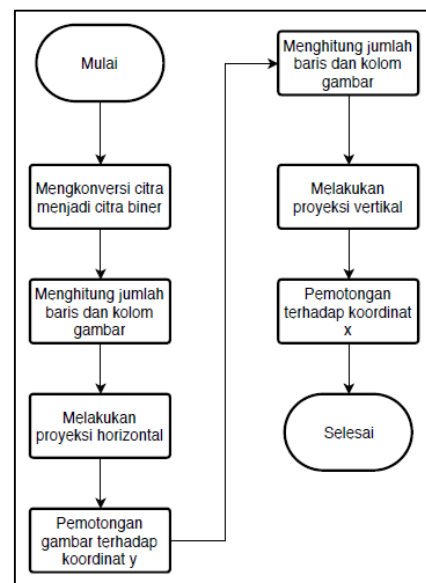 Mulai
Mengkonversi citra
menjadi citra biner
Menghitung jumlah
baris dan kolom
gambar
Melakukan
proyeksi horizontal
Pemotongan
gambar terhadap
koordinat y
Menghitung jumlah
baris dan kolom
gambar
Melakukan
proyeksi vertikal
Pemotongan
terhadap koordinat
x
Selesai